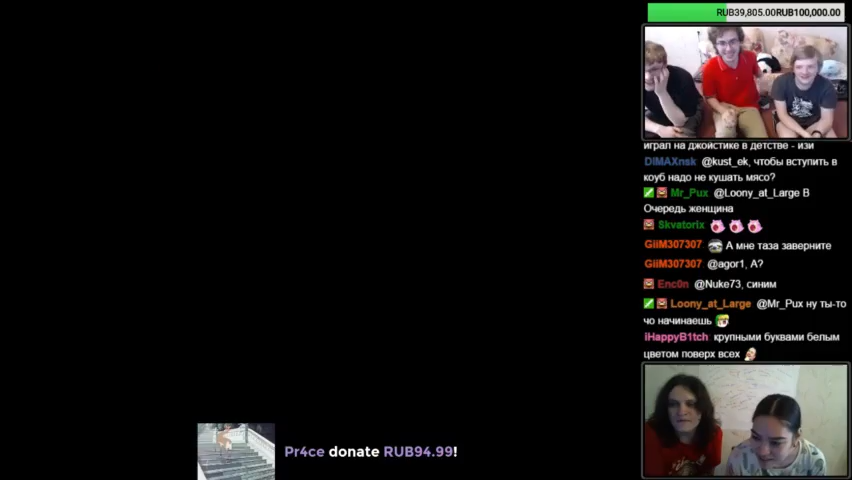 RUB39,805.00RUB100,000.00
играл на джойстике в детстве - изи
DIMAXnsk @kust_ek, чтобы вступить в
коуб надо не кушать мясо?
Mr_Pux @Loony_at_Large В
Очередь женщина
Skvatorix
GiiM307307 А мне таза заверните
GiiM307307 @agor1, А?
Enc0n @Nuke73, синим
Loony_at_Large @Mr_Pux ну ты-то
чо начинаешь
iHappyB1tch крупными буквами белым
цветом поверх всех
Pr4ce donate RUB94.99!